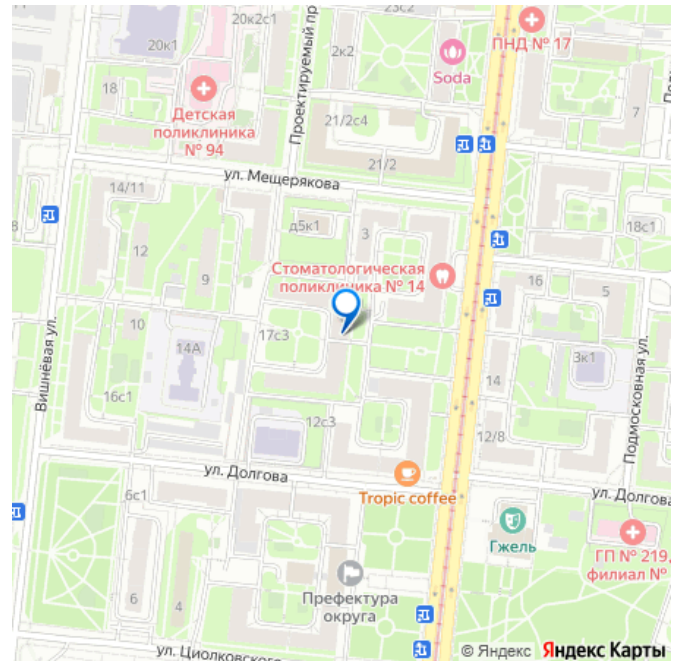 20к1
20к2с1
Проектируемый пр
23с2
ПНД № 17
2к2
Soda
18
Детская
поликлиника
№ 94
7
21/2с4
21/2
ул. Мещерякова
14/11
д5к1
3
18с1
12
9
Стоматологическая
поликлиника № 14
16
5
10
17с3
14А
3к1
Вишнёвая ул.
Подмосковная ул.
16с1
14
12с3
12/8
ул. Долгова
6с1
Tropic coffee
ул. Долгова
Гжель
ГП № 219,
филиал №
Префектура
округа
6
4
ул. Циолковского
© Яндекс Яндекс Карты